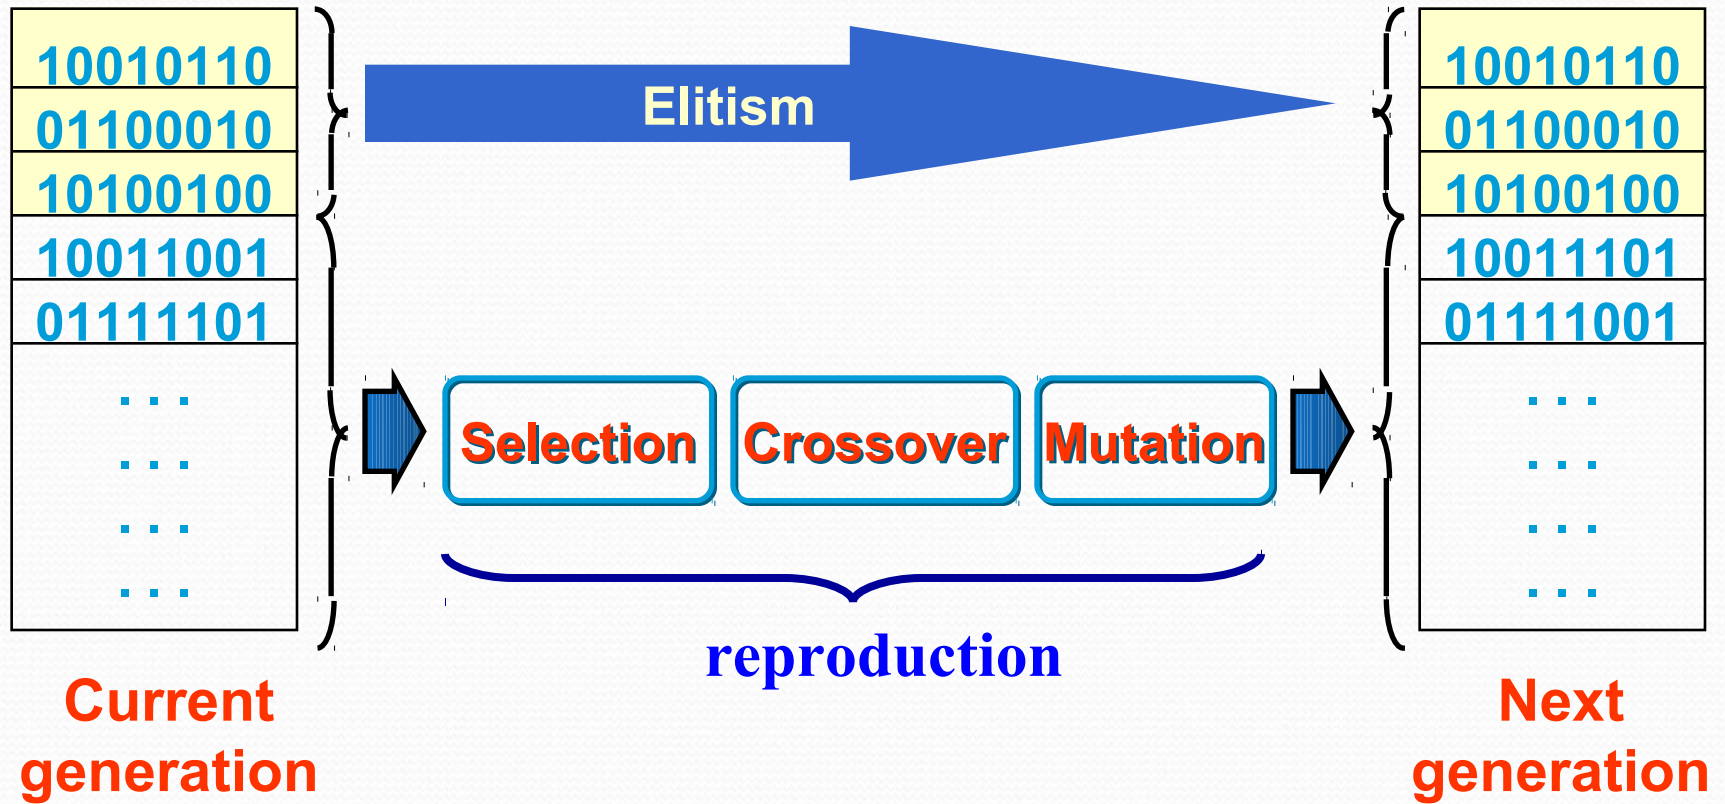 10010110
01100010
10100100
10011001
01111101
. . .
. . .
. . .
. . .
Current
generation
Elitism
Selection
Crossover
Mutation
reproduction
10010110
01100010
10100100
10011101
01111001
. . .
. . .
. . .
. . .
Next
generation